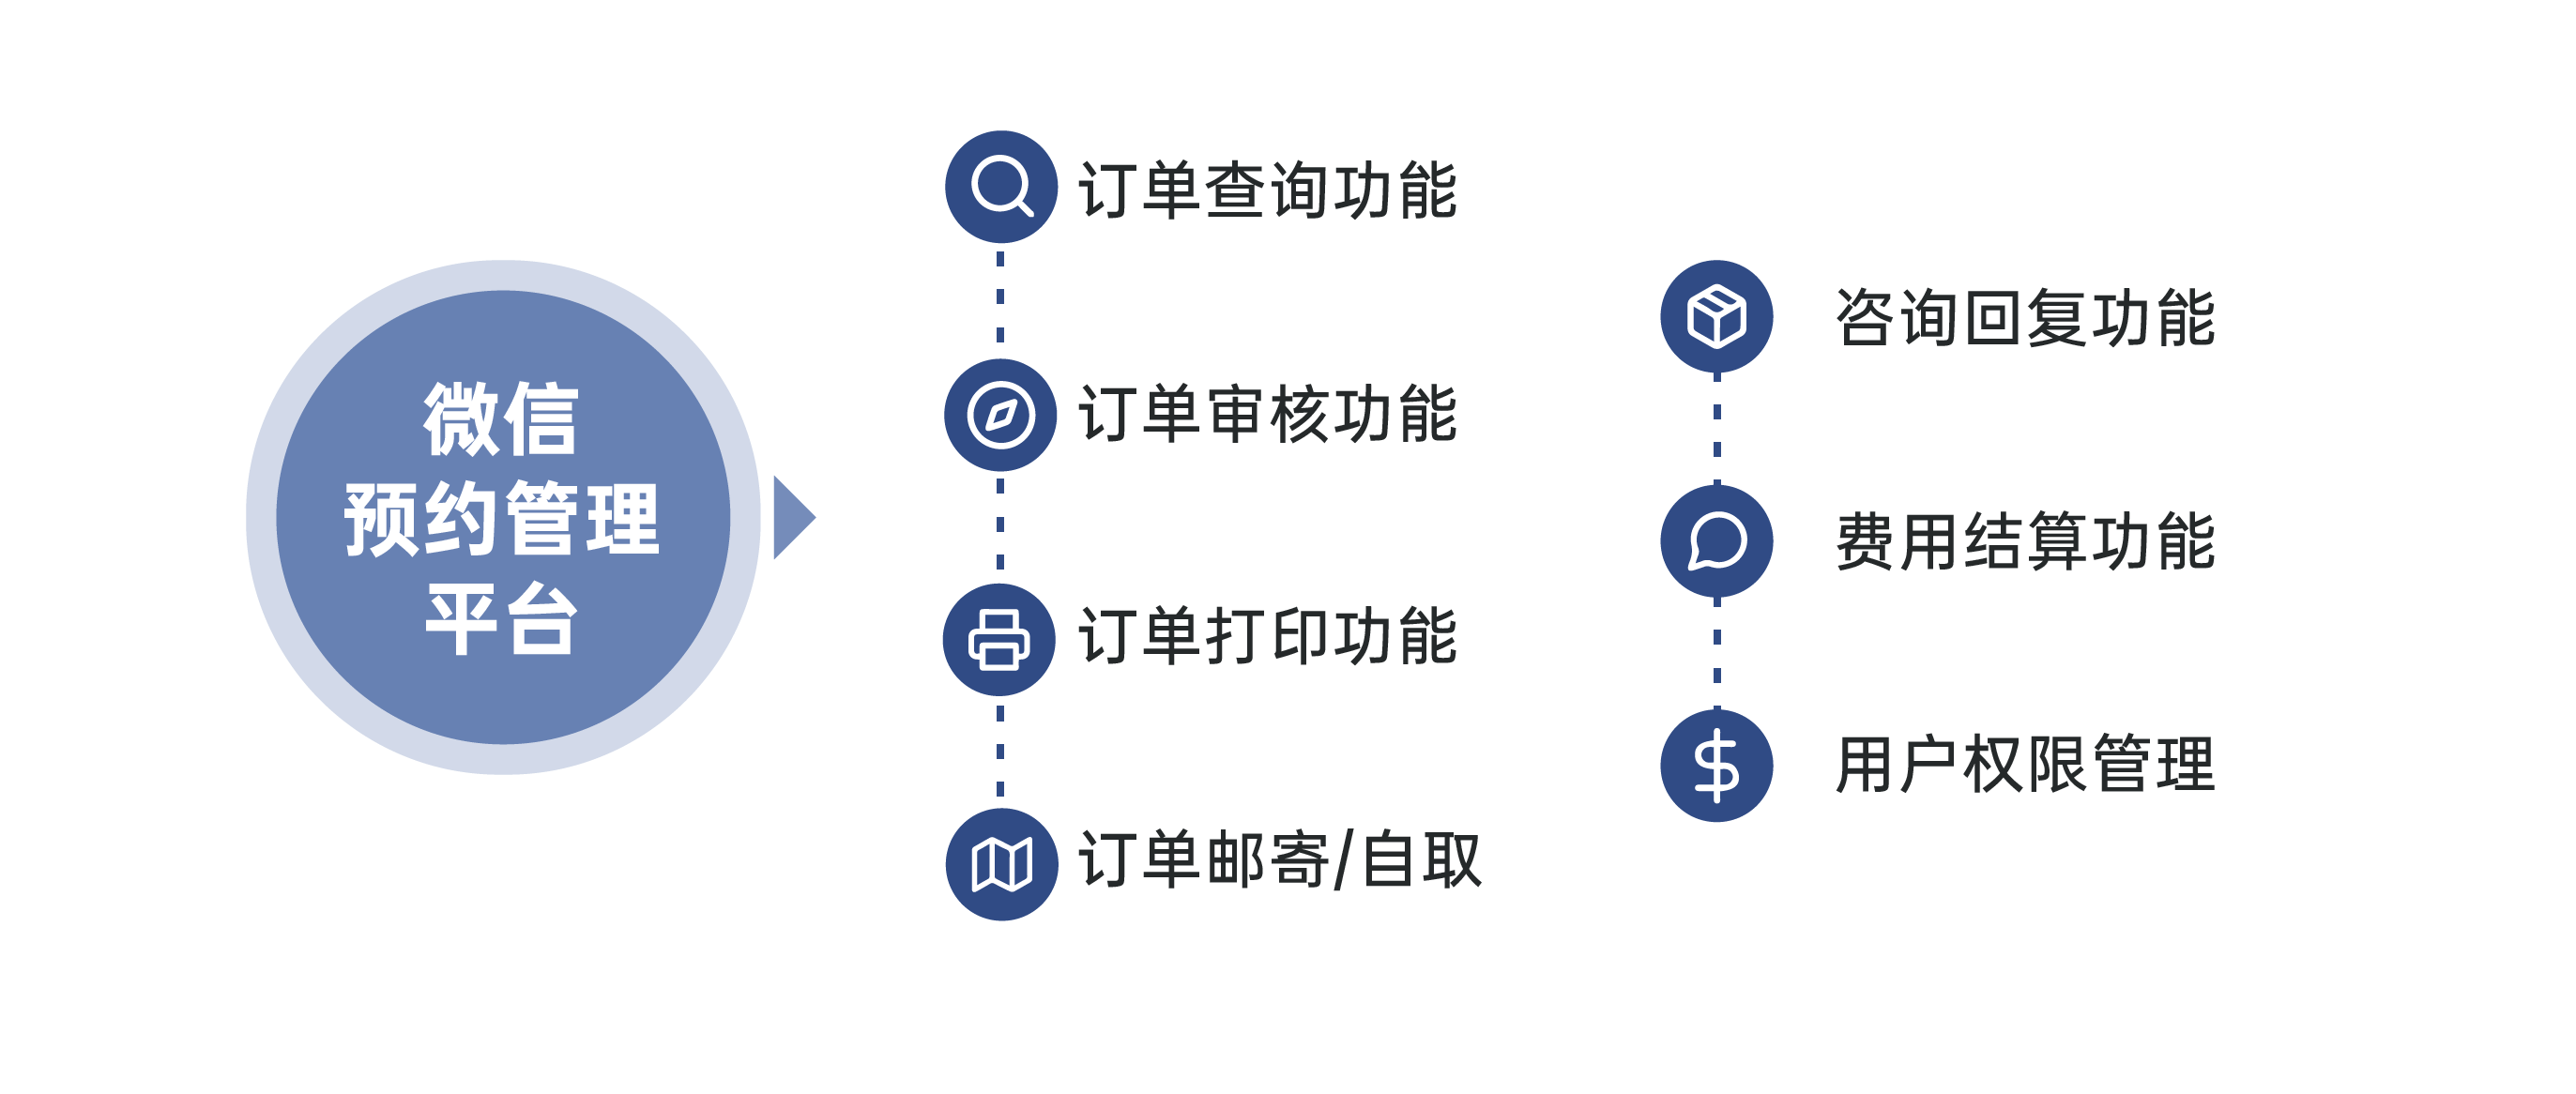 微信
预约管理
平台
订单查询功能
订单审核功能
订单打印功能
订单邮寄/自取
咨询回复功能
费用结算功能
用户权限管理